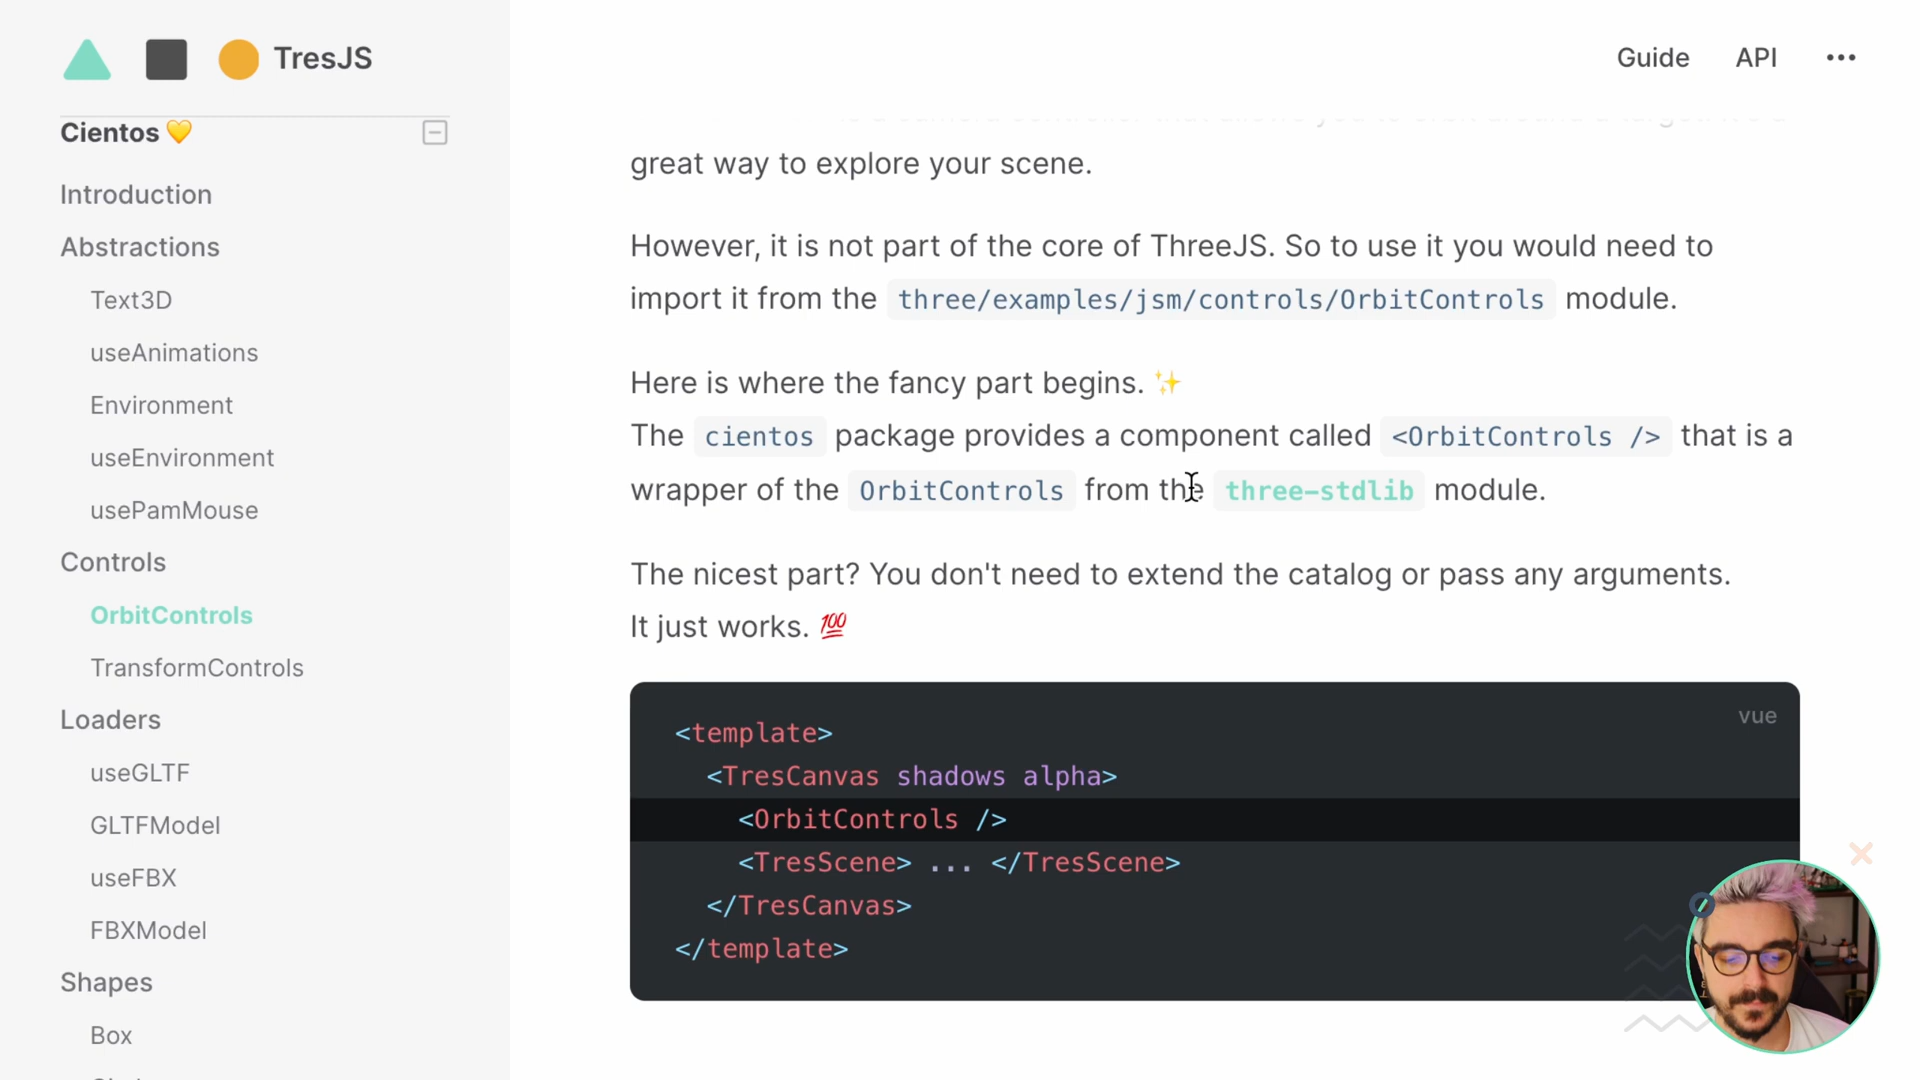 TresJS
Guide
API
Cientos 💛
Introduction
Abstractions
Text3D
useAnimations
Environment
useEnvironment
usePamMouse
Controls
OrbitControls
TransformControls
Loaders
useGLTF
GLTFModel
useFBX
FBXModel
Shapes
Box
great way to explore your scene.
However, it is not part of the core of ThreeJS. So to use it you would need to
import it from the three/examples/jsm/controls/OrbitControls module.
Here is where the fancy part begins. ✨
The cientos package provides a component called <OrbitControls /> that is a
wrapper of the OrbitControls from the three-stdlib module.
The nicest part? You don't need to extend the catalog or pass any arguments.
It just works. 💯
vue
<template>
<TresCanvas shadows alpha>
<OrbitControls />
<TresScene> ... </TresScene>
</TresCanvas>
</template>